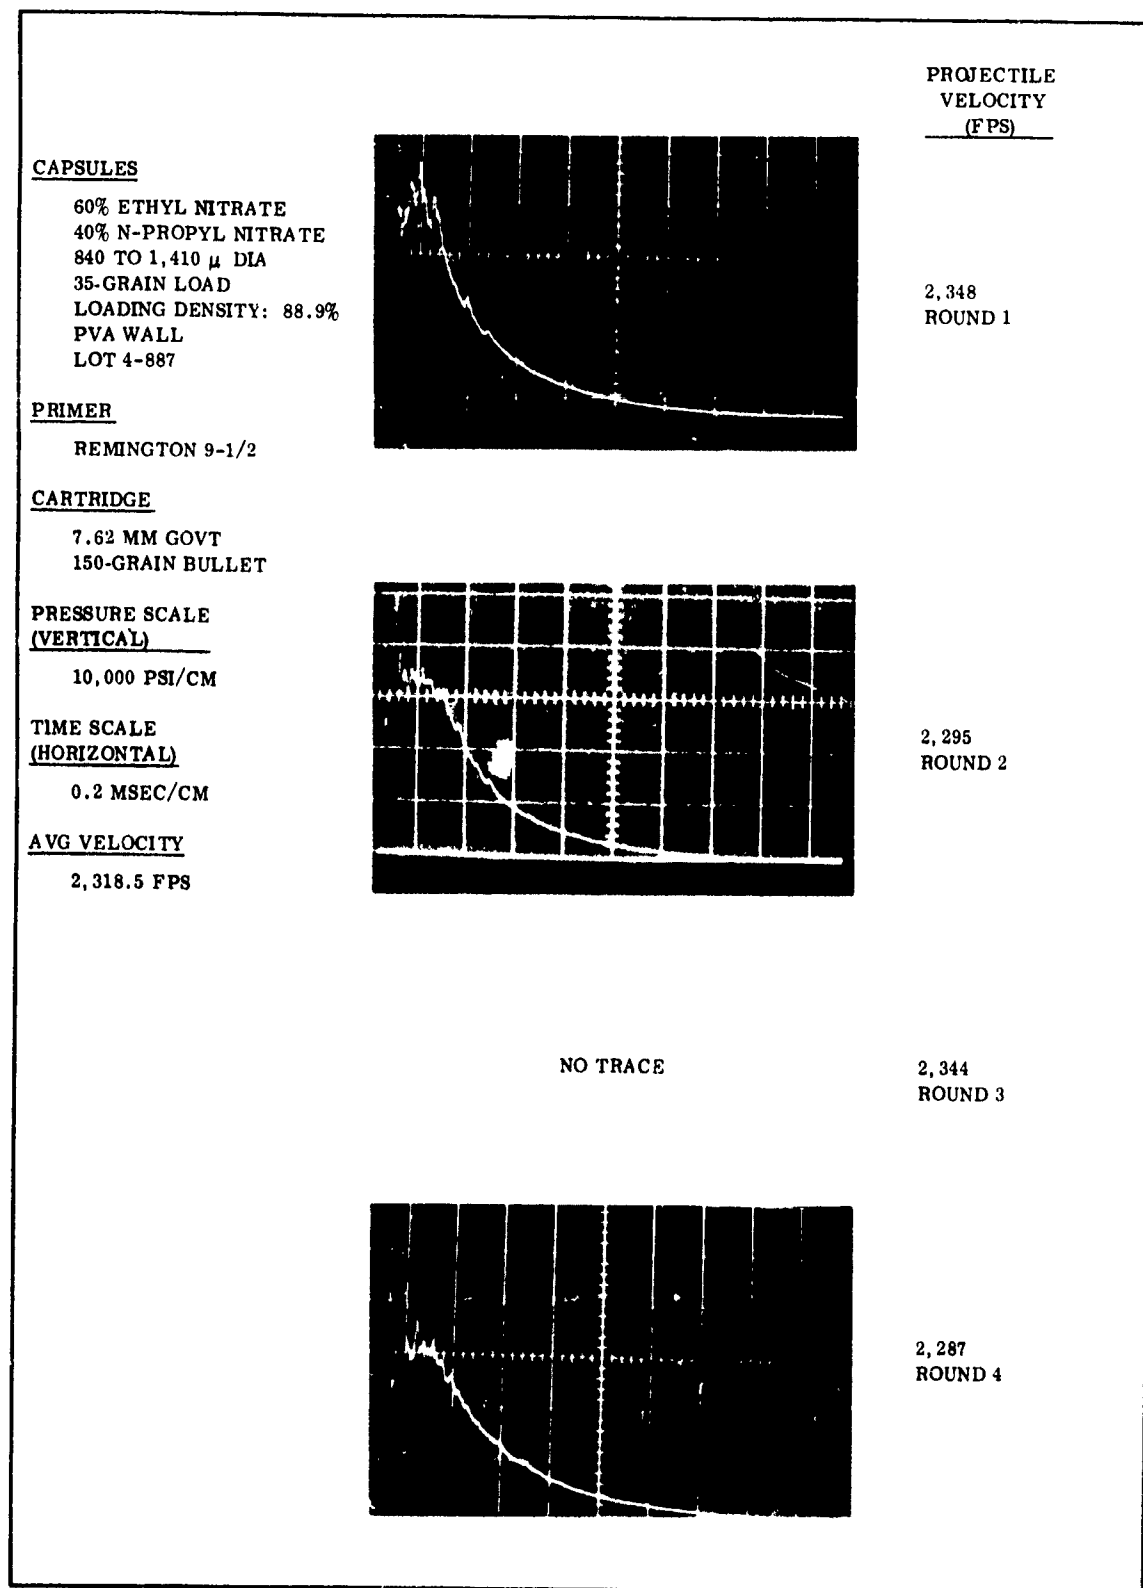 PROJECTILE
VELOCITY
(FPS)
CAPSULES
60% ETHYL NITRATE
40% N-PROPYL NITRATE
840 TO 1,410 μ DIA
35-GRAIN LOAD
LOADING DENSITY: 88.9%
PVA WALL
LOT 4-887
2,348
ROUND 1
PRIMER
REMINGTON 9-1/2
CARTRIDGE
7.62 MM GOVT
150-GRAIN BULLET
PRESSURE SCALE
(VERTICAL)
10,000 PSI/CM
TIME SCALE
(HORIZONTAL)
0.2 MSEC/CM
2,295
ROUND 2
AVG VELOCITY
2,318.5 FPS
NO TRACE
2,344
ROUND 3
2,287
ROUND 4